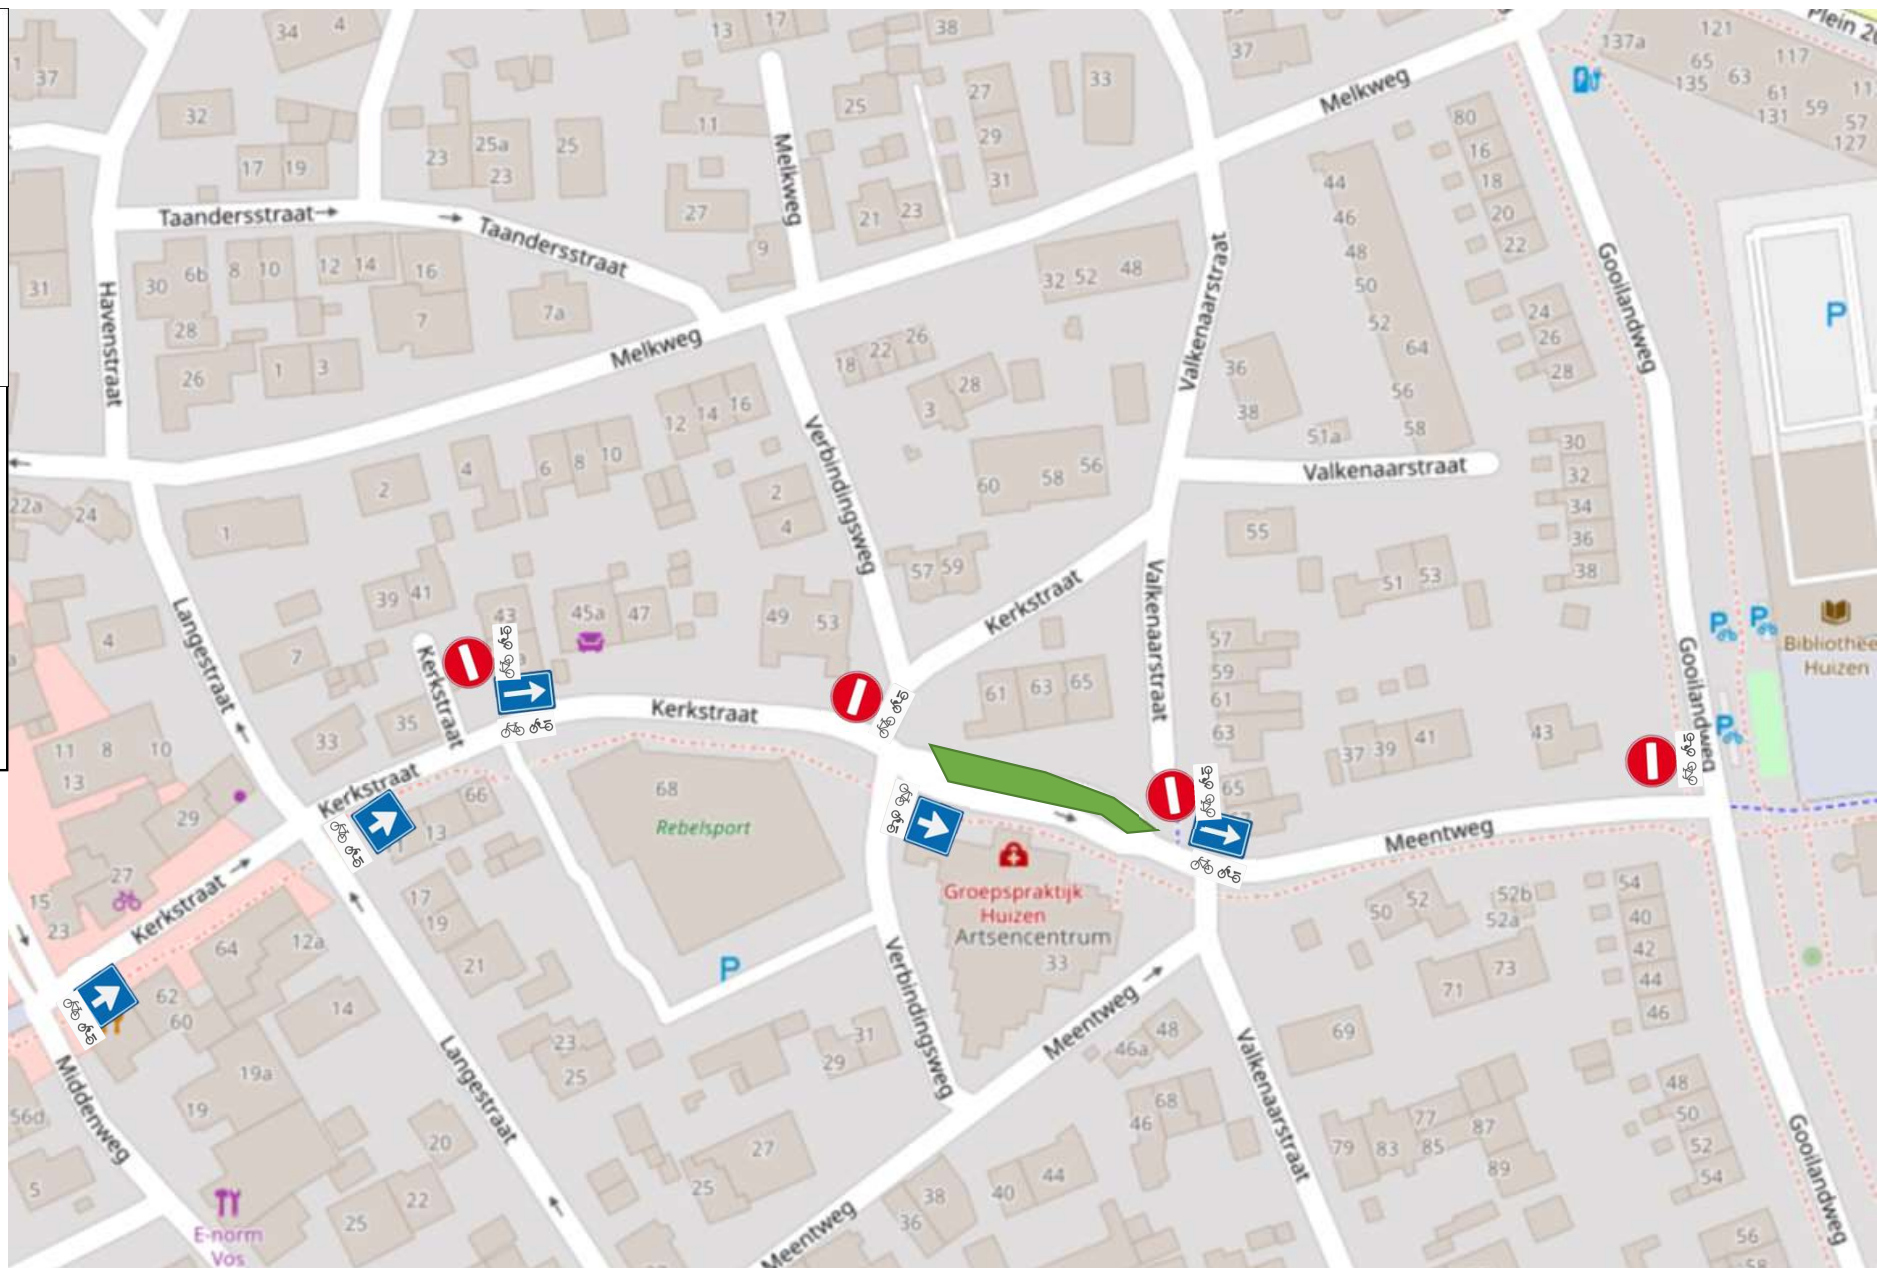 34 4
13 17
38
37
Plein 20
121
137a
65 63 117
135
61
131 59 57
127
1 37
32
17 19
23 25a 25
23
11
25
27
29
31
33
Melkweg
Melkweg
80
16
18
20
22
44
46
48
50
52
64
56
58
Taandersstraat
Taandersstraat
27
21 23
9
32 52 48
Valkenaarstraat
Gooilandweg
P
31
30 6b 8 10 12 14 16
28
7
7a
Havenstraat
26
1 3
Melkweg
18 22 26
3 28
36
38
24
26
28
12 14 16
Verbindingsweg
51a
Valkenaarstraat
30
32
34
36
38
22a 24
2
4
6 8 10
1
2
4
60 58 56
55
57 59
51 53
39 41
43
45a 47
49 53
Kerkstraat
Valkenaarstraat
4
7
Langestraat
Kerkstraat
35
33
Kerkstraat
61 63 65
57
59
61
63
65
37 39 41
43
Gooilandweg
P
P
P
Bibliothee
Huizen
11 8 10
13
29
Kerkstraat
66
13
68
Rebelsport
Meentweg
Groepspraktijk
Huizen
Artsencentrum
33
27
15
23
Kerkstraat
64 12a
17
19
21
62
60
14
P
Verbindingsweg
Meentweg
50 52
52b
52a
54
40
42
44
46
71 73
69
48
46a
31
29
23
25
Langestraat
Middenweg
19a
19
56d
5
20
22
25
E-norm
Vos
27
25
Meentweg
38
36
40 44
68
46
Valkenaarstraat
77
79 83 85 87
89
48
50
52
54
56
58
Gooilandweg